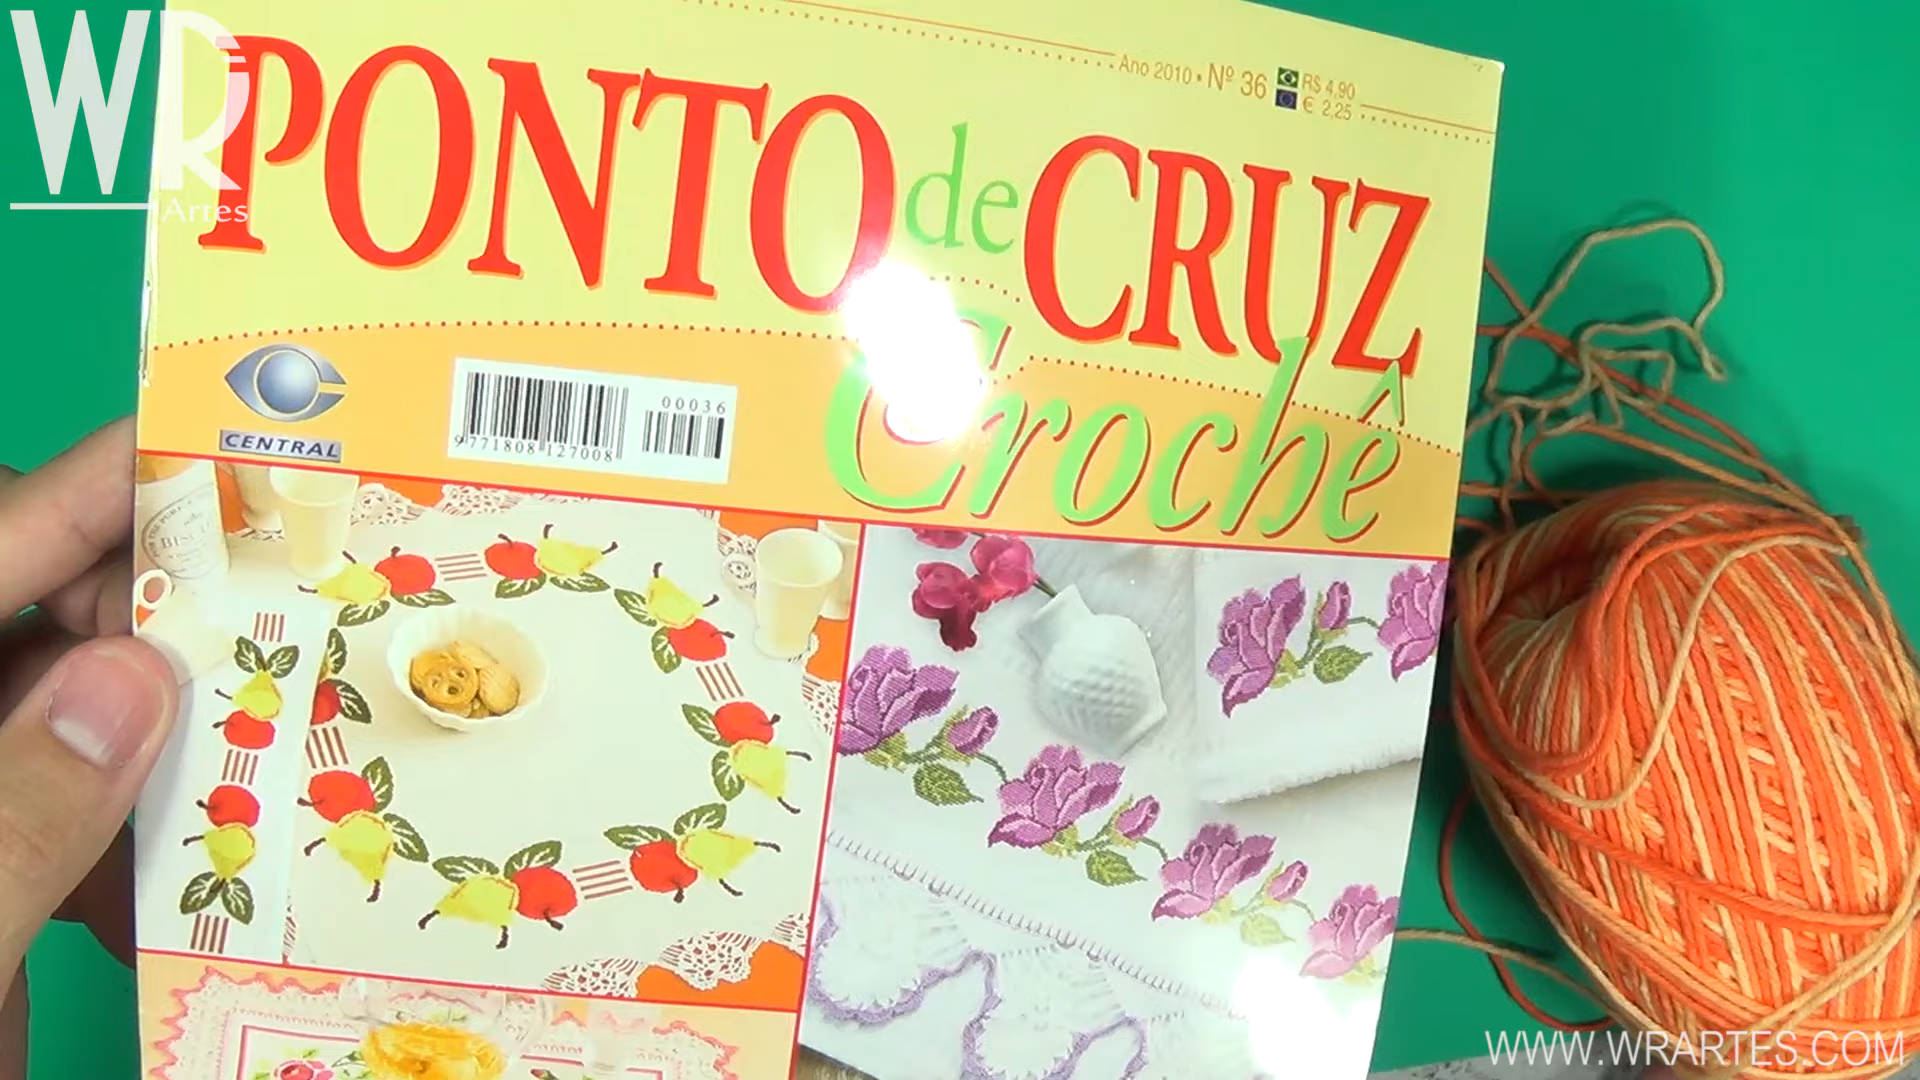 WR
Artes
Ano 2010 • Nº 36
R$ 4,90
€ 2,25
PONTO de CRUZ
Crochê
CENTRAL
00036
9 771808 127008
WWW.WRARTES.COM